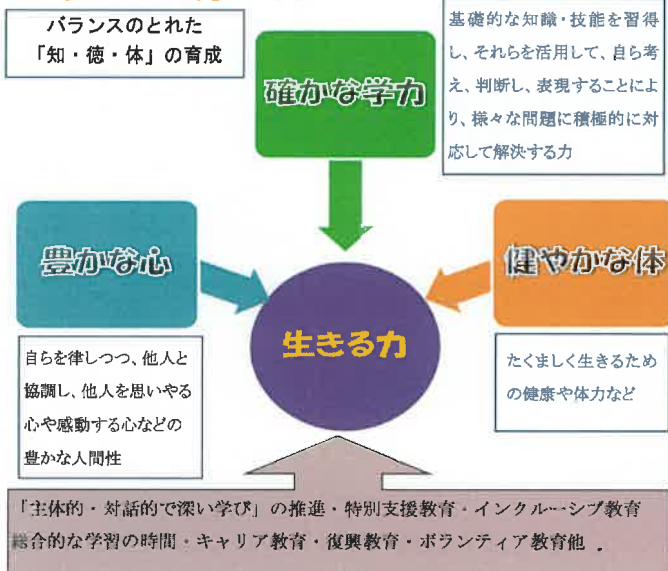 バランスのとれた
「知・徳・体」の育成
基礎的な知識・技能を習得
し、それらを活用して、自ら考
え、判断し、表現することによ
り、様々な問題に積極的に対
応して解決する力
確かな学力
豊かな心
健やかな体
生きる力
自らを律しつつ、他人と
協調し、他人を思いやる
心や感動する心などの
豊かな人間性
たくましく生きるため
の健康や体力など
「主体的・対話的で深い学び」の推進・特別支援教育・インクルーシブ教育
総合的な学習の時間・キャリア教育・復興教育・ボランティア教育他 .